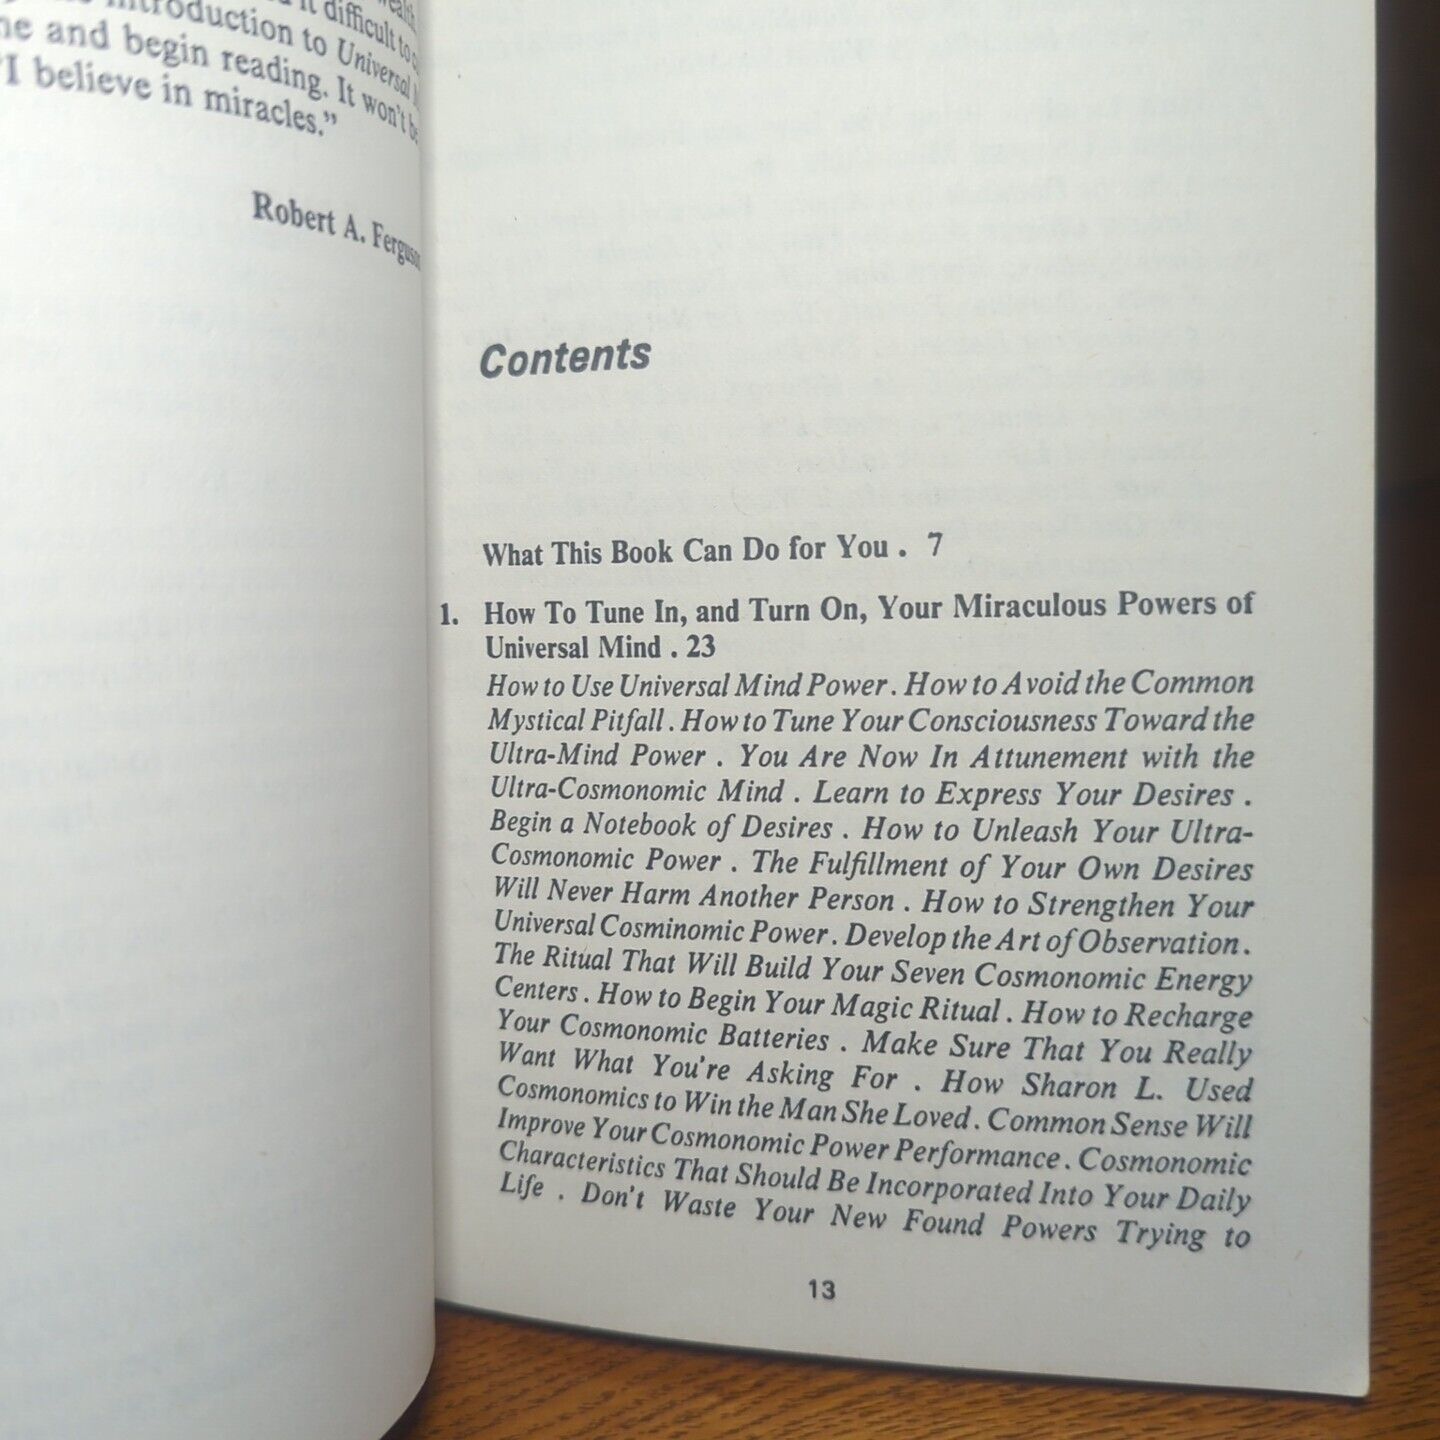 wealth.
it difficult to
introduction to Universal
and begin reading. It won't be
"I believe in miracles."
Robert A. Ferguson
Contents
What This Book Can Do for You . 7
1. How To Tune In, and Turn On, Your Miraculous Powers of
Universal Mind . 23
How to Use Universal Mind Power . How to Avoid the Common
Mystical Pitfall . How to Tune Your Consciousness Toward the
Ultra-Mind Power . You Are Now In Attunement with the
Ultra-Cosmonomic Mind . Learn to Express Your Desires .
Begin a Notebook of Desires . How to Unleash Your Ultra-
Cosmonomic Power . The Fulfillment of Your Own Desires
Will Never Harm Another Person . How to Strengthen Your
Universal Cosminomic Power . Develop the Art of Observation .
The Ritual That Will Build Your Seven Cosmonomic Energy
Centers . How to Begin Your Magic Ritual . How to Recharge
Your Cosmonomic Batteries . Make Sure That You Really
Want What You're Asking For . How Sharon L. Used
Cosmonomics to Win the Man She Loved . Common Sense Will
Improve Your Cosmonomic Power Performance . Cosmonomic
Characteristics That Should Be Incorporated Into Your Daily
Life . Don't Waste Your New Found Powers Trying to
13